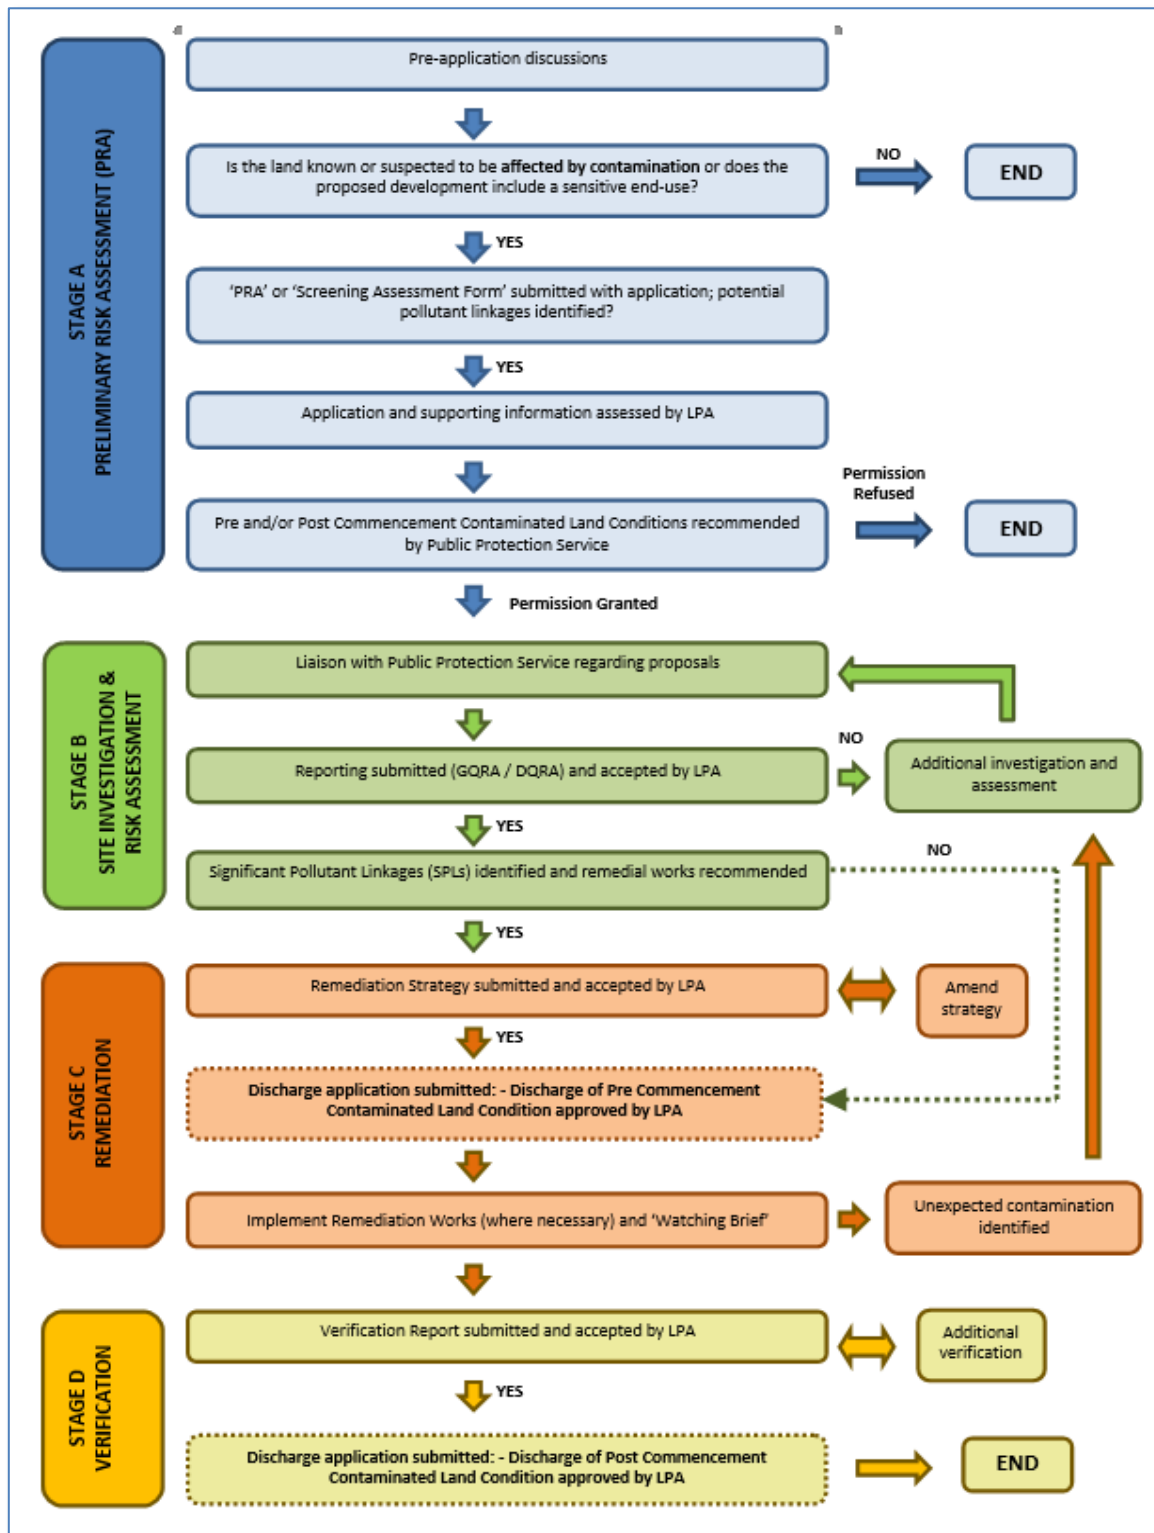 STAGE A
PRELIMINARY RISK ASSESSMENT (PRA)
Pre-application discussions
Is the land known or suspected to be affected by contamination or does the
proposed development include a sensitive end-use?
NO
END
YES
‘PRA’ or ‘Screening Assessment Form’ submitted with application; potential
pollutant linkages identified?
YES
Application and supporting information assessed by LPA
Pre and/or Post Commencement Contaminated Land Conditions recommended
by Public Protection Service
Permission
Refused
END
Permission Granted
STAGE B
SITE INVESTIGATION &
RISK ASSESSMENT
Liaison with Public Protection Service regarding proposals
Reporting submitted (GQRA / DQRA) and accepted by LPA
NO
Additional investigation and
assessment
YES
Significant Pollutant Linkages (SPLs) identified and remedial works recommended
NO
YES
STAGE C
REMEDIATION
Remediation Strategy submitted and accepted by LPA
Amend
strategy
YES
Discharge application submitted: - Discharge of Pre Commencement
Contaminated Land Condition approved by LPA
Implement Remediation Works (where necessary) and ‘Watching Brief’
Unexpected contamination
identified
STAGE D
VERIFICATION
Verification Report submitted and accepted by LPA
Additional
verification
YES
Discharge application submitted: - Discharge of Post Commencement
Contaminated Land Condition approved by LPA
END